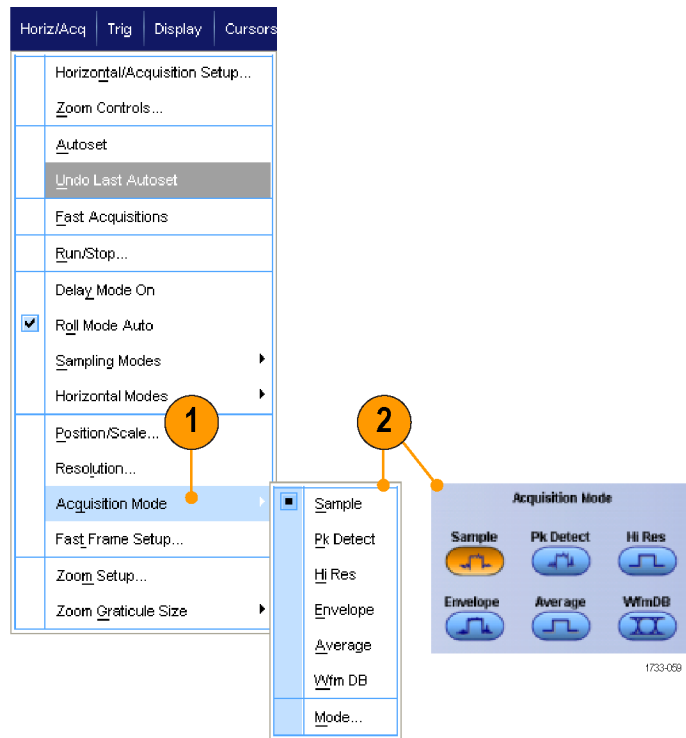 Horiz/Acq Trig Display Cursors
Horizontal/Acquisition Setup...
Zoom Controls...
Autoset
Undo Last Autoset
Fast Acquisitions
Run/Stop...
Delay Mode On
Roll Mode Auto
Sampling Modes
Horizontal Modes
1
2
Position/Scale...
Resolution...
Acquisition Mode
Fast Frame Setup...
Zoom Setup...
Zoom Graticule Size
Sample
Pk Detect
Hi Res
Envelope
Average
Wfm DB
Mode...
Acquisition Mode
Sample Pk Detect Hi Res
Envelope Average WfmDB
1733-059